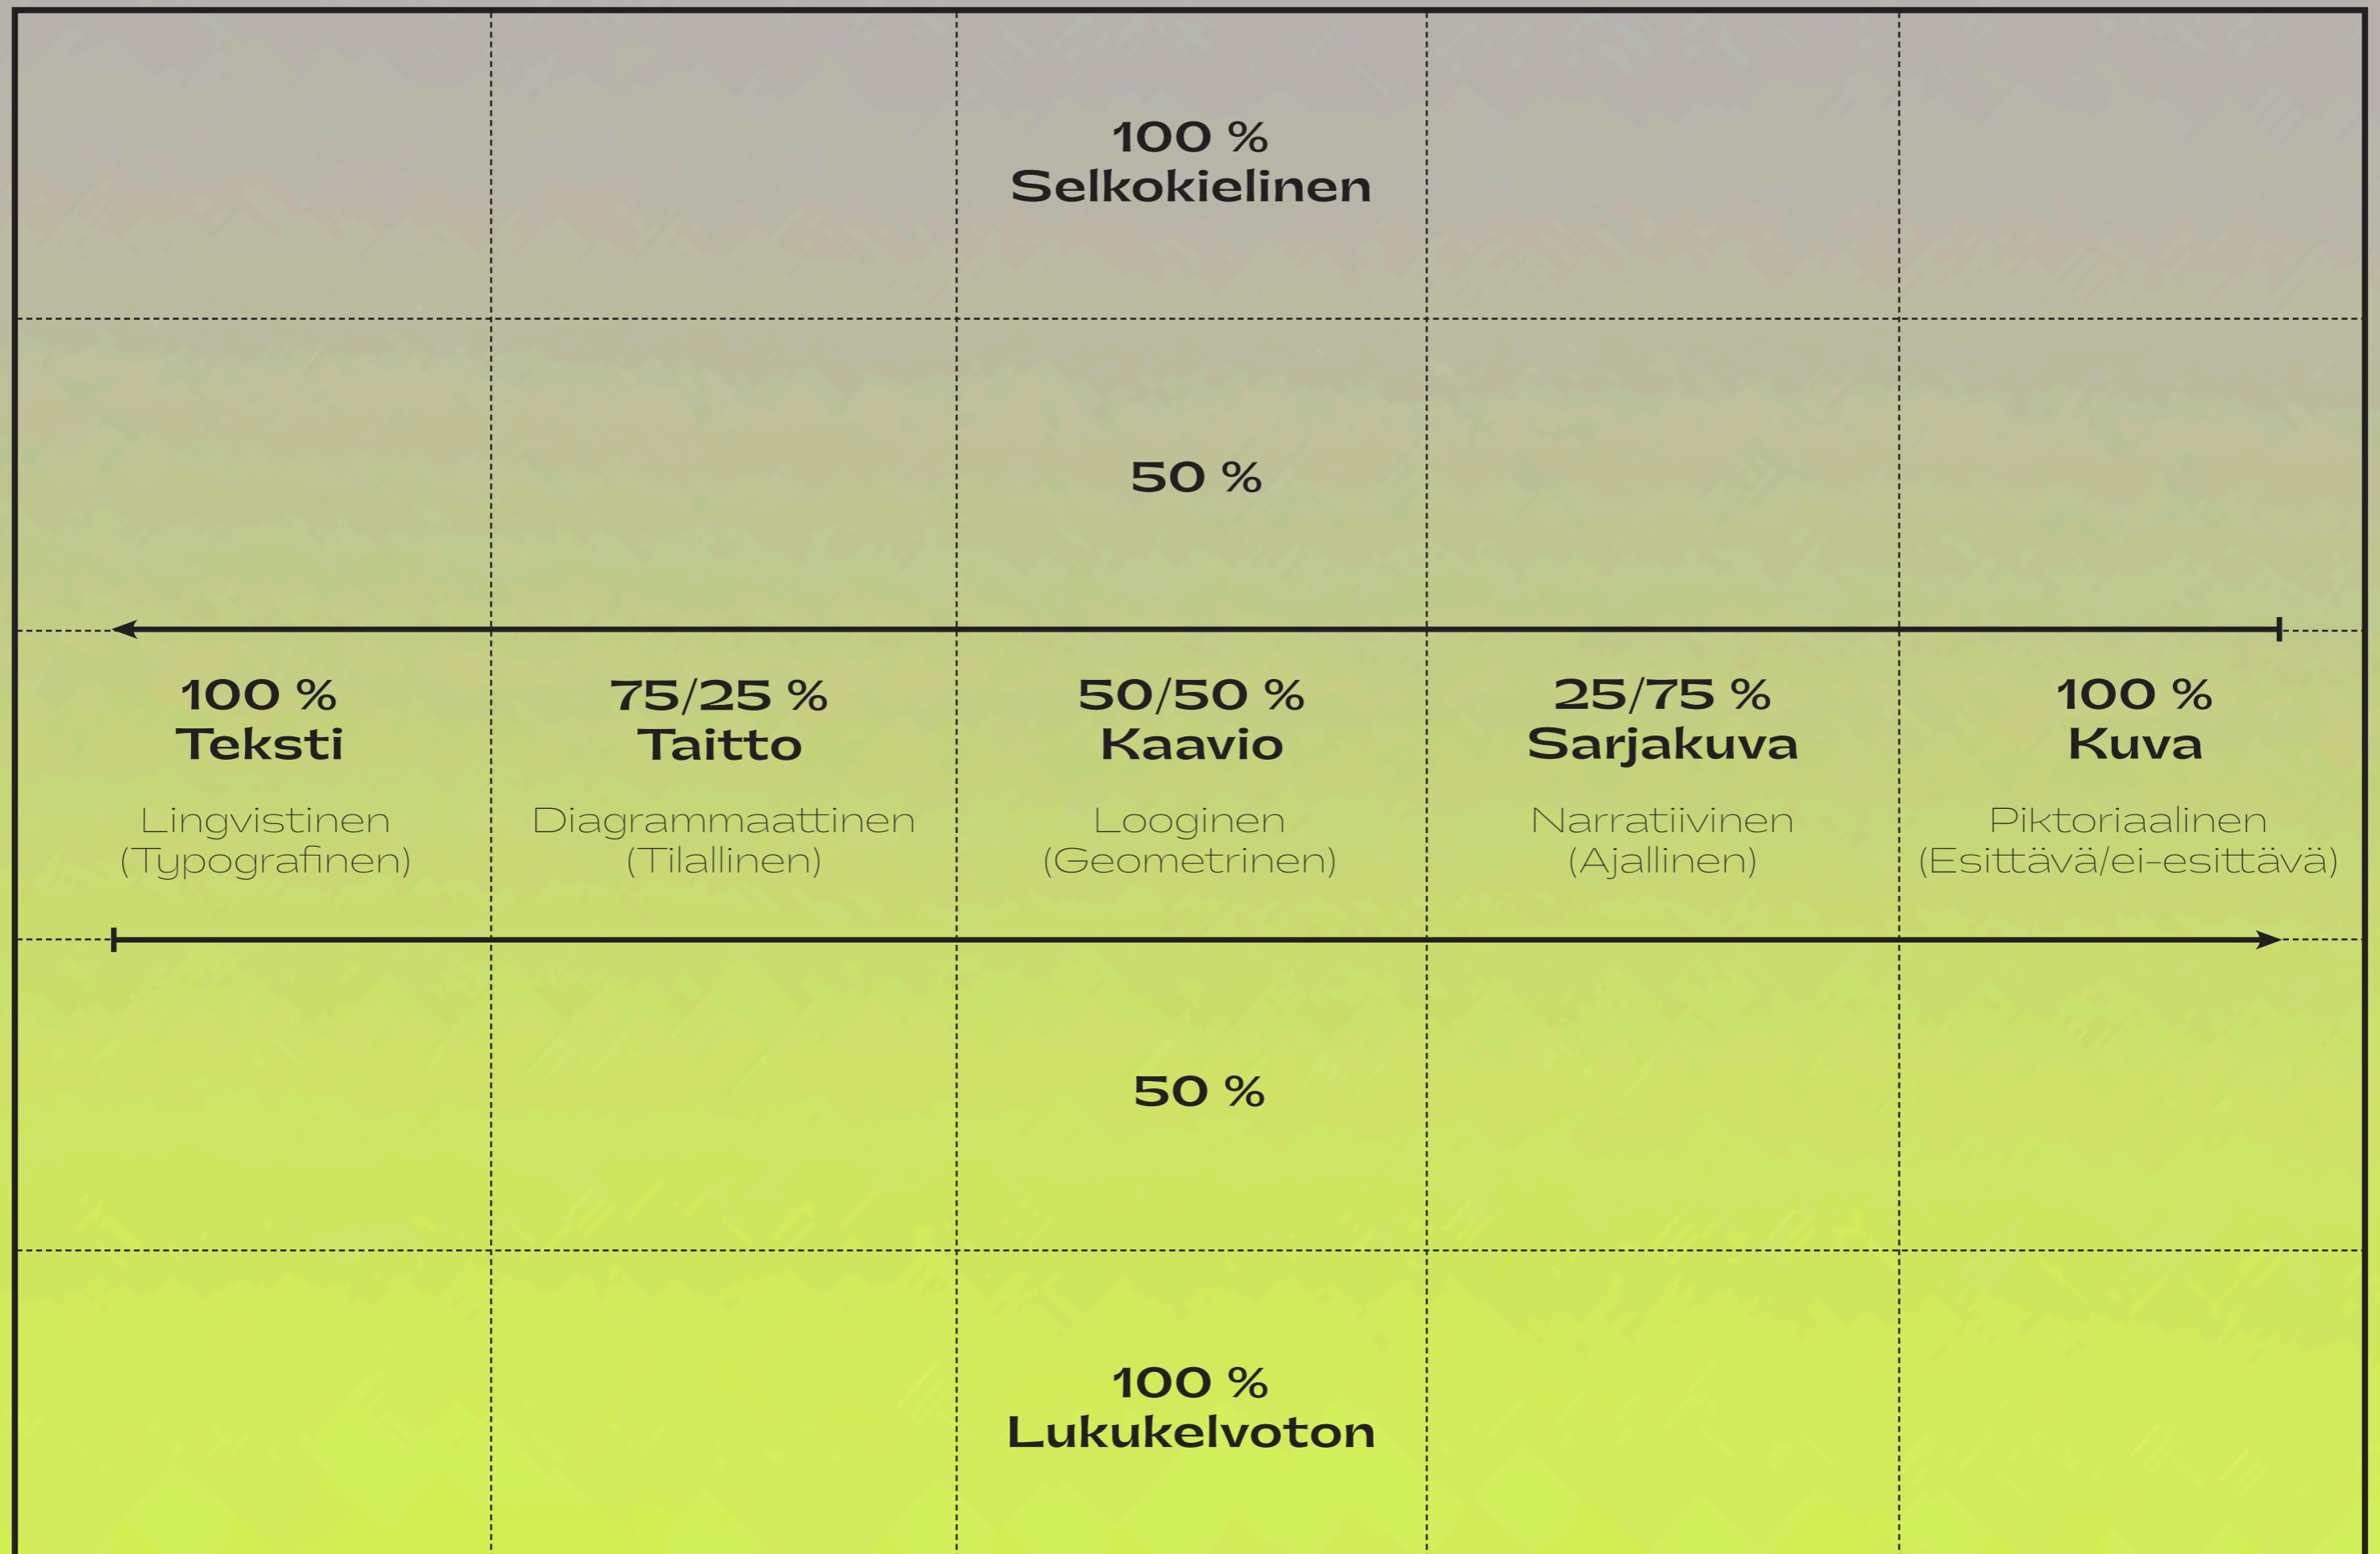 100 %
Selkokielinen
50 %
100 %
Teksti
Lingvistinen
(Typografinen)
75/25 %
Taitto
Diagrammaattinen
(Tilallinen)
50/50 %
Kaavio
Looginen
(Geometrinen)
25/75 %
Sarjakuva
Narratiivinen
(Ajallinen)
100 %
Kuva
Piktoriaalinen
(Esittävä/ei-esittävä)
50 %
100 %
Lukukelvoton